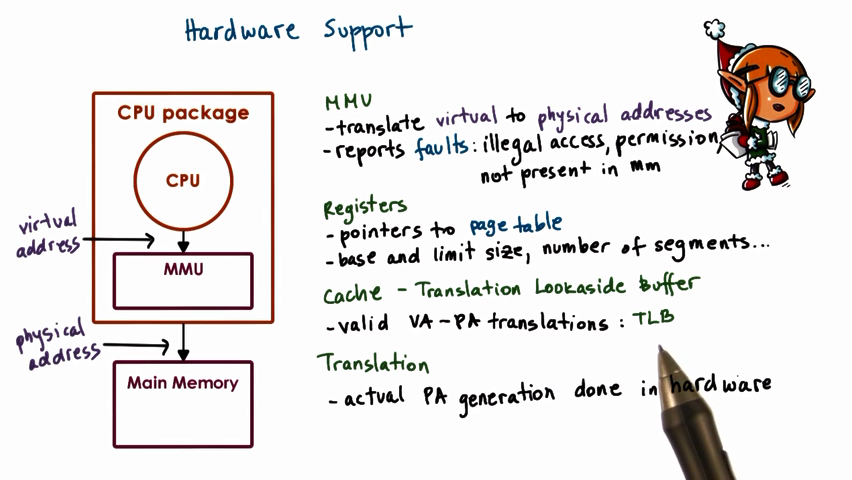 Hardware Support
CPU package
CPU
virtual
address
MMU
physical
address
Main Memory
MMU
-translate virtual to physical addresses
-reports faults: illegal access, permission,
not present in mm
Registers
-pointers to page table
-base and limit size, number of segments...
Cache - Translation Lookaside Buffer
-valid VA-PA translations: TLB
Translation
-actual PA generation done in hardware